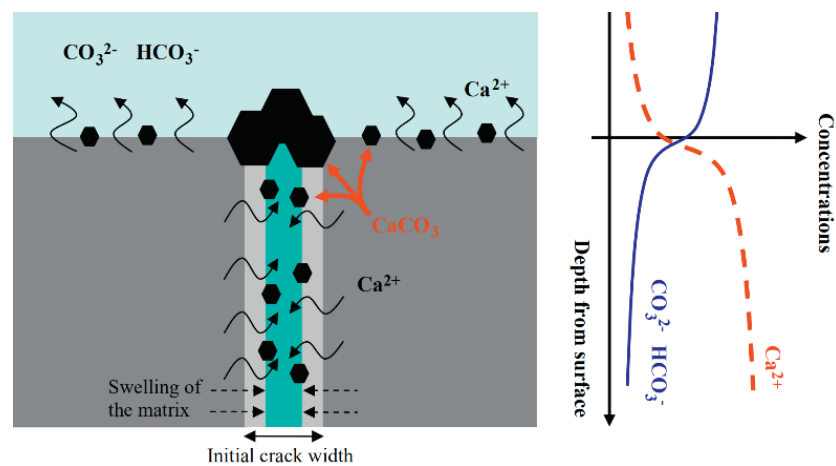 CO₃²⁻ HCO₃⁻
Ca²⁺
CaCO₃
Ca²⁺
Swelling of
the matrix
Initial crack width
Concentrations
Depth from surface
CO₃²⁻ HCO₃⁻
Ca²⁺